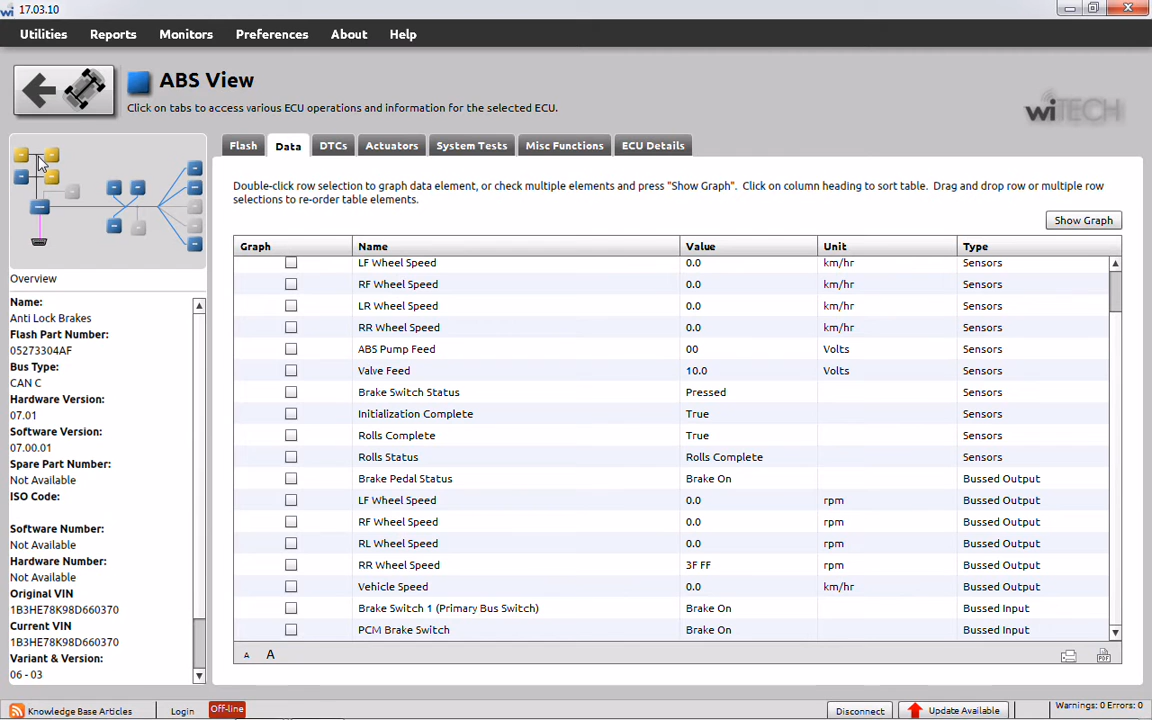 wi 17.03.10
Utilities Reports Monitors Preferences About Help
ABS View
Click on tabs to access various ECU operations and information for the selected ECU.
wiTECH
Flash Data DTCs Actuators System Tests Misc Functions ECU Details
Double-click row selection to graph data element, or check multiple elements and press "Show Graph". Click on column heading to sort table. Drag and drop row or multiple row
selections to re-order table elements.
Show Graph
Graph Name Value Unit Type
LF Wheel Speed 0.0 km/hr Sensors
RF Wheel Speed 0.0 km/hr Sensors
LR Wheel Speed 0.0 km/hr Sensors
RR Wheel Speed 0.0 km/hr Sensors
ABS Pump Feed 00 Volts Sensors
Valve Feed 10.0 Volts Sensors
Brake Switch Status Pressed Sensors
Initialization Complete True Sensors
Rolls Complete True Sensors
Rolls Status Rolls Complete Sensors
Brake Pedal Status Brake On Bussed Output
LF Wheel Speed 0.0 rpm Bussed Output
RF Wheel Speed 0.0 rpm Bussed Output
RL Wheel Speed 0.0 rpm Bussed Output
RR Wheel Speed 3F FF rpm Bussed Output
Vehicle Speed 0.0 km/hr Bussed Output
Brake Switch 1 (Primary Bus Switch) Brake On Bussed Input
PCM Brake Switch Brake On Bussed Input
A A PDF
Overview
Name:
Anti Lock Brakes
Flash Part Number:
05273304AF
Bus Type:
CAN C
Hardware Version:
07.01
Software Version:
07.00.01
Spare Part Number:
Not Available
ISO Code:
Software Number:
Not Available
Hardware Number:
Not Available
Original VIN
1B3HE78K98D660370
Current VIN
1B3HE78K98D660370
Variant & Version:
06 - 03
Knowledge Base Articles Login Off-line Disconnect Update Available Warnings: 0 Errors: 0